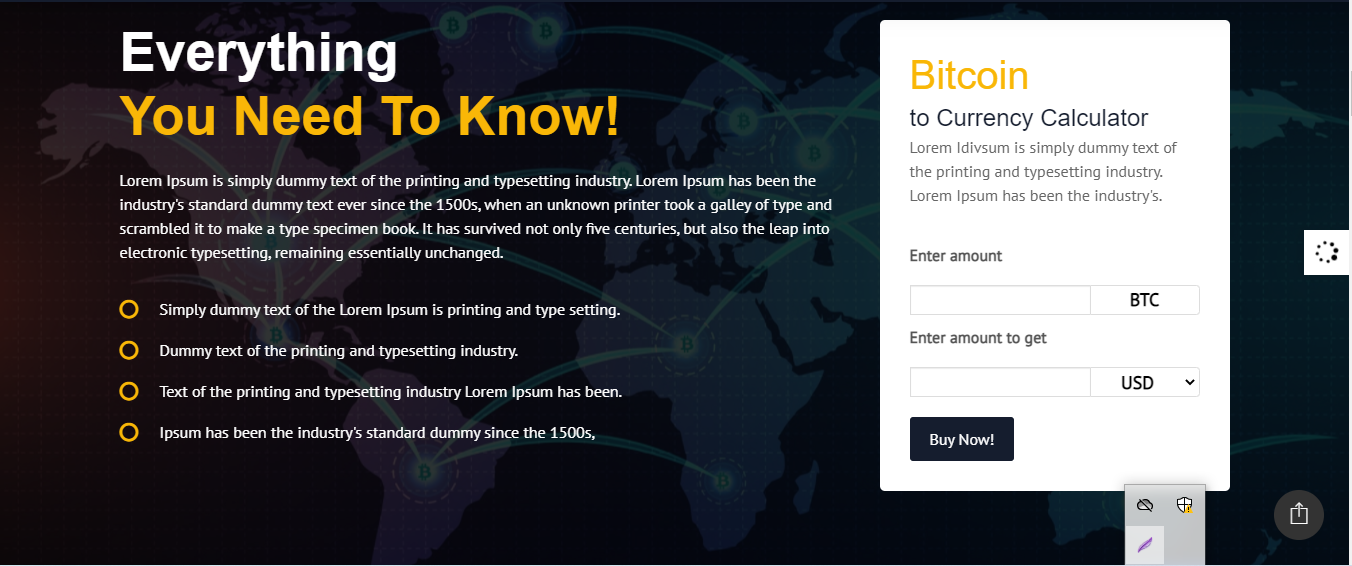 Everything
You Need To Know!
Lorem Ipsum is simply dummy text of the printing and typesetting industry. Lorem Ipsum has been the
industry's standard dummy text ever since the 1500s, when an unknown printer took a galley of type and
scrambled it to make a type specimen book. It has survived not only five centuries, but also the leap into
electronic typesetting, remaining essentially unchanged.
Simply dummy text of the Lorem Ipsum is printing and type setting.
Dummy text of the printing and typesetting industry.
Text of the printing and typesetting industry Lorem Ipsum has been.
Ipsum has been the industry's standard dummy since the 1500s,
Bitcoin
to Currency Calculator
Lorem Idivsum is simply dummy text of
the printing and typesetting industry.
Lorem Ipsum has been the industry's.
Enter amount
BTC
Enter amount to get
USD
Buy Now!